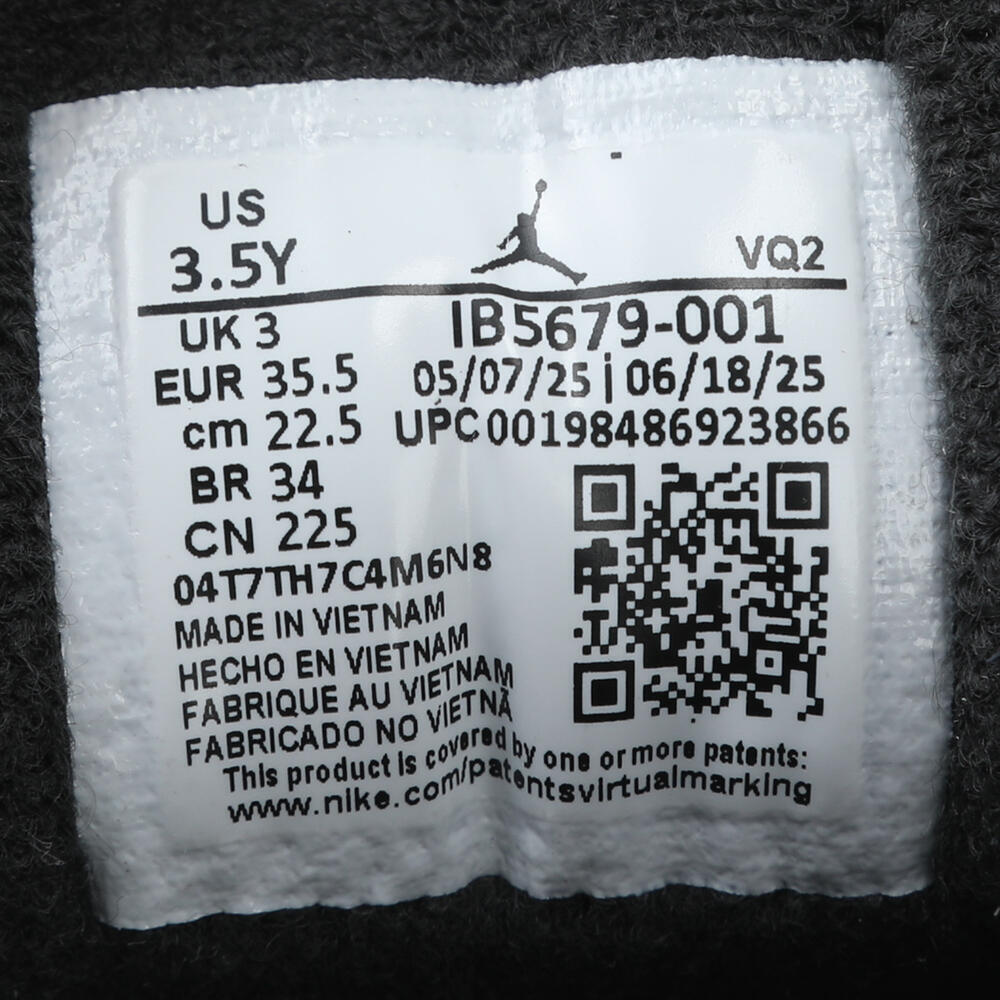 US
3.5Y
VQ2
UK 3
IB5679-001
EUR 35.5
05/07/25 | 06/18/25
cm 22.5
UPC00198486923866
BR 34
CN 225
04T7TH7C4M6N8
MADE IN VIETNAM
HECHO EN VIETNAM
FABRIQUE AU VIETNAM
FABRICADO NO VIETNÃ
This product is covered by one or more patents:
www.nike.com/patentsvirtualmarking